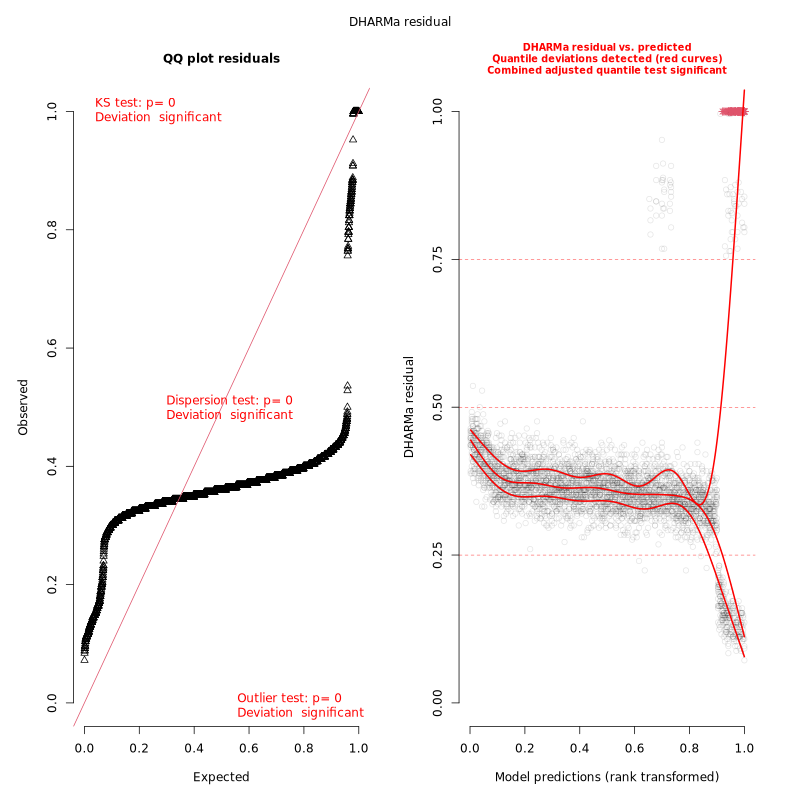 DHARMa residual
QQ plot residuals
KS test: p= 0
Deviation  significant
Dispersion test: p= 0
Deviation  significant
Outlier test: p= 0
Deviation  significant
Observed
0.0 0.2 0.4 0.6 0.8 1.0
0.0 0.2 0.4 0.6 0.8 1.0
Expected
DHARMa residual vs. predicted
Quantile deviations detected (red curves)
Combined adjusted quantile test significant
DHARMa residual
0.00 0.25 0.50 0.75 1.00
0.0 0.2 0.4 0.6 0.8 1.0
Model predictions (rank transformed)